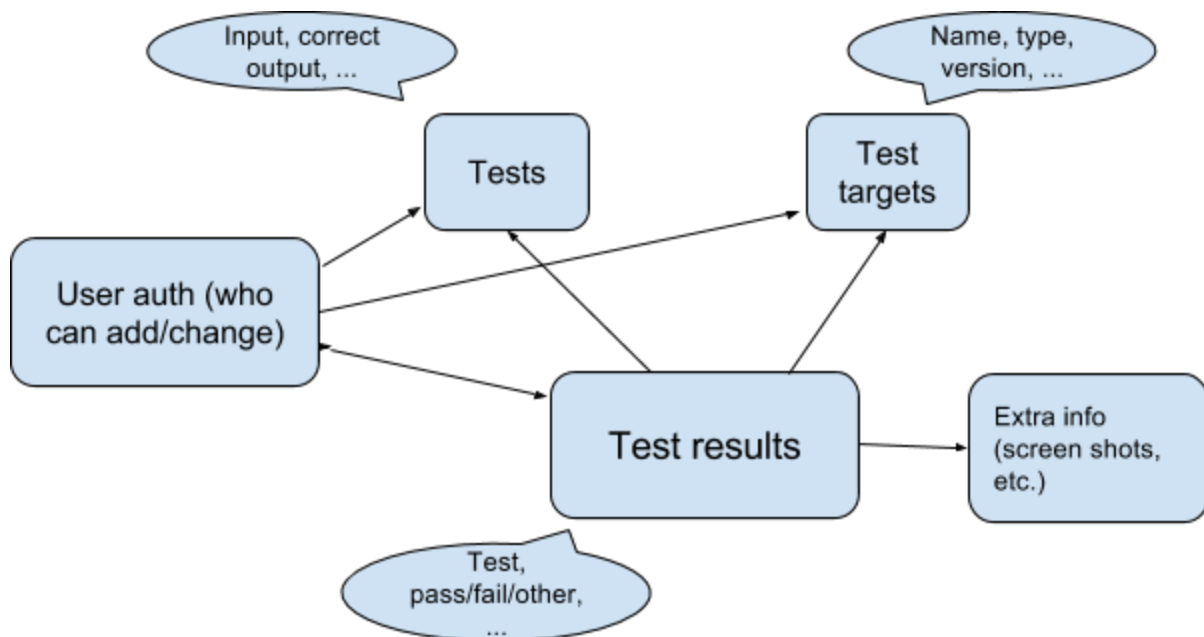 Input, correct
output, ...
Name, type,
version, ...
Tests
Test
targets
User auth (who
can add/change)
Test results
Extra info
(screen shots,
etc.)
Test,
pass/fail/other,
...